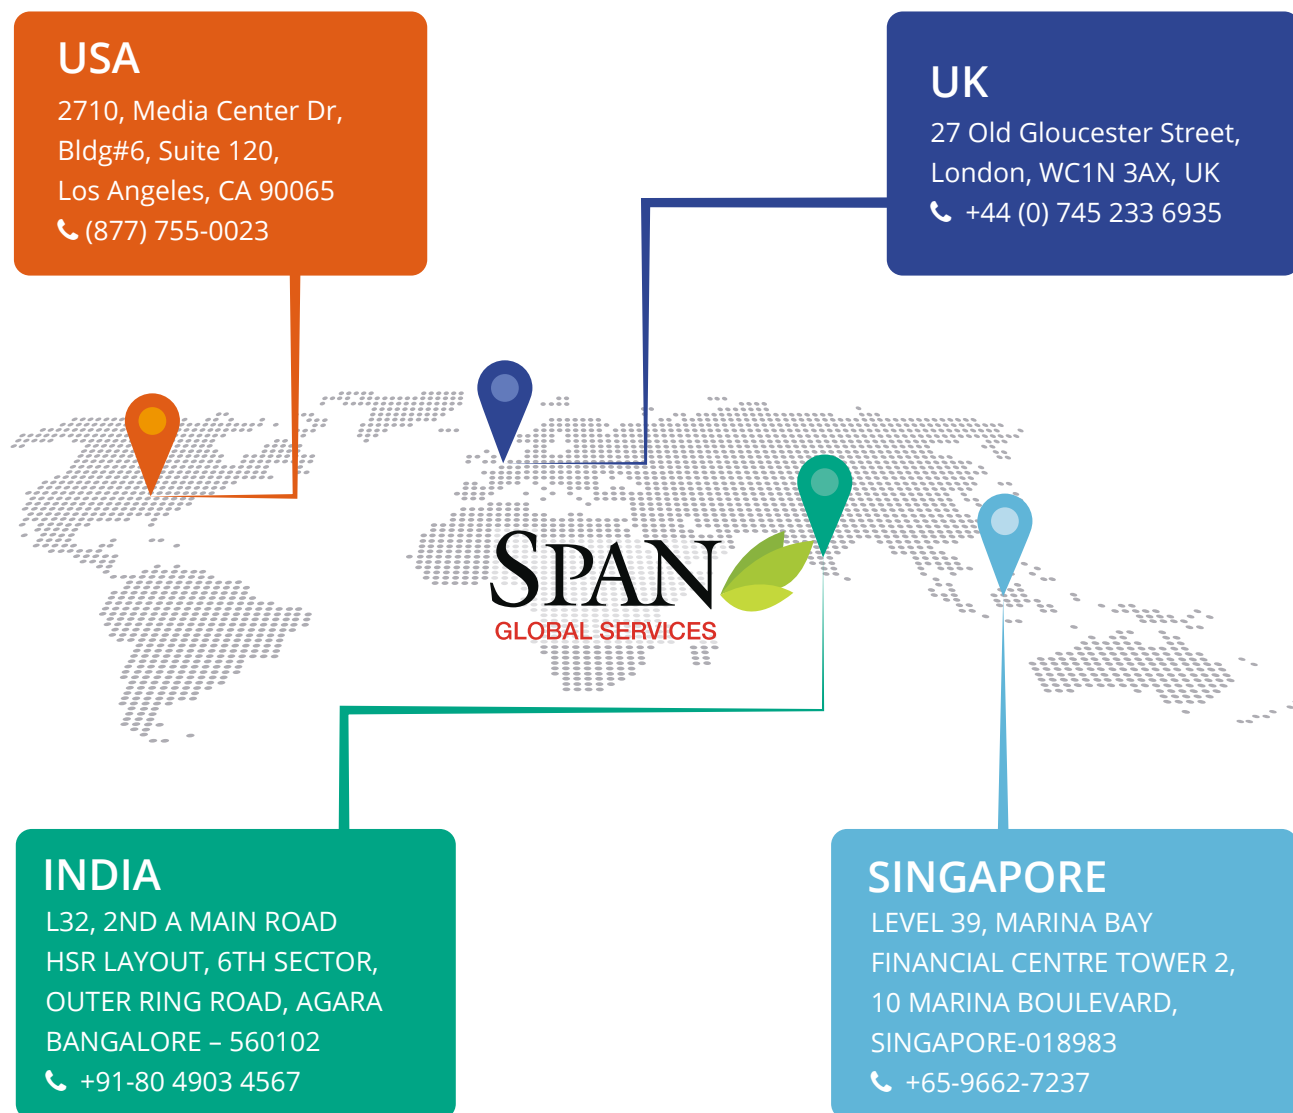 USA
2710, Media Center Dr,
Bldg#6, Suite 120,
Los Angeles, CA 90065
(877) 755-0023
UK
27 Old Gloucester Street,
London, WC1N 3AX, UK
+44 (0) 745 233 6935
SPAN
GLOBAL SERVICES
INDIA
L32, 2ND A MAIN ROAD
HSR LAYOUT, 6TH SECTOR,
OUTER RING ROAD, AGARA
BANGALORE – 560102
+91-80 4903 4567
SINGAPORE
LEVEL 39, MARINA BAY
FINANCIAL CENTRE TOWER 2,
10 MARINA BOULEVARD,
SINGAPORE-018983
+65-9662-7237